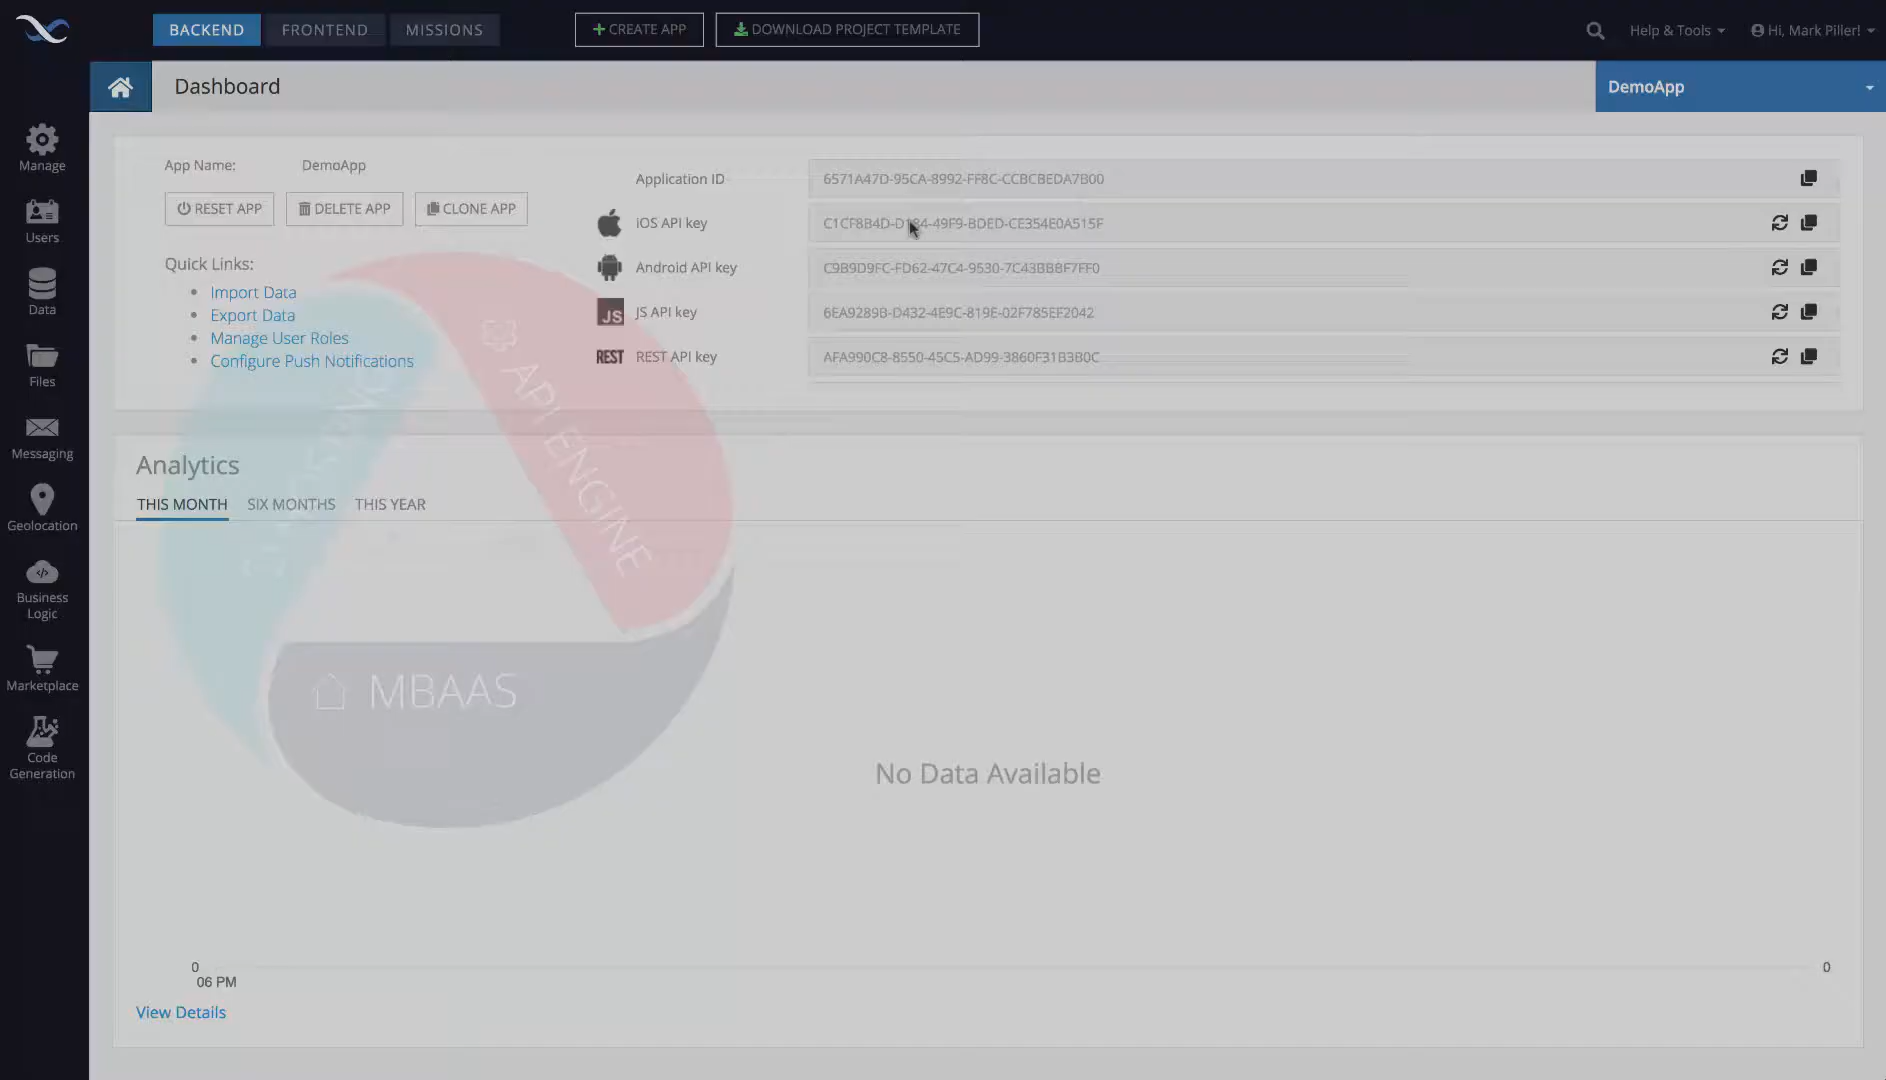 BACKEND FRONTEND MISSIONS CREATE APP DOWNLOAD PROJECT TEMPLATE Help & Tools Hi, Mark Piller!
Dashboard DemoApp
Manage
Users
Data
Files
Messaging
Geolocation
Business
Logic
Marketplace
Code
Generation
App Name: DemoApp
RESET APP DELETE APP CLONE APP
Quick Links:
Import Data
Export Data
Manage User Roles
Configure Push Notifications
Application ID 6571A47D-95CA-8992-FF8C-CCBCBEDA7B00
iOS API key
Android API key C9B9D9FC-FD62-47C4-9530-7C43BBBF7FF0
JS JS API key 6EA9289B-D432-4E9C-819E-02F785EF2042
REST REST API key AFA990C8-8550-45C5-AD99-3860F31B3B0C
API ENGINE
MBAAS
Analytics
THIS MONTH SIX MONTHS THIS YEAR
No Data Available
0 0
06 PM
View Details